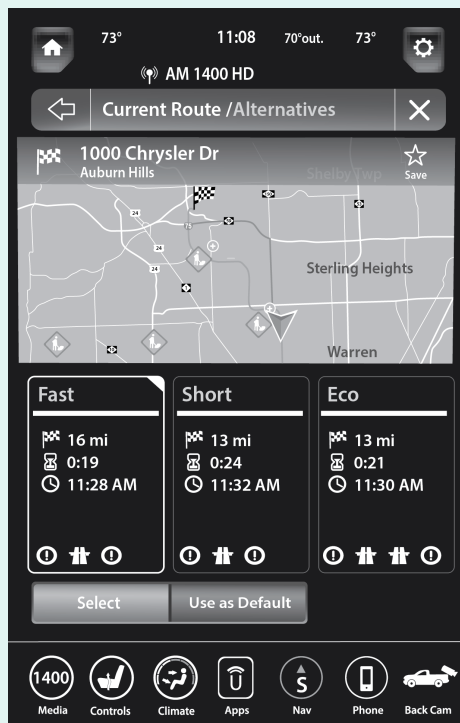 73° 11:08 70°out. 73°
AM 1400 HD
Current Route /Alternatives
1000 Chrysler Dr
Auburn Hills
Save
Shelby Twp
24
75
24
24
Sterling Heights
Warren
Fast Short Eco
16 mi 13 mi 13 mi
0:19 0:24 0:21
11:28 AM 11:32 AM 11:30 AM
Select Use as Default
1400 S
Media Controls Climate Apps Nav Phone Back Cam